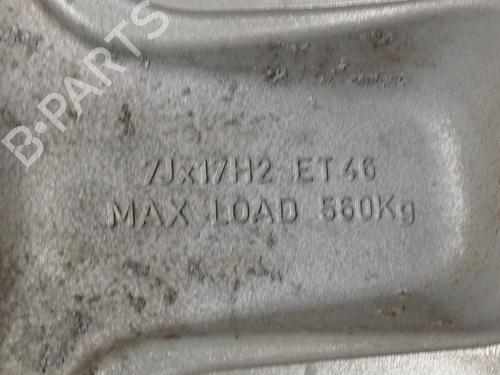 B-PARTS
7Jx17H2 ET46
MAX LOAD 560Kg